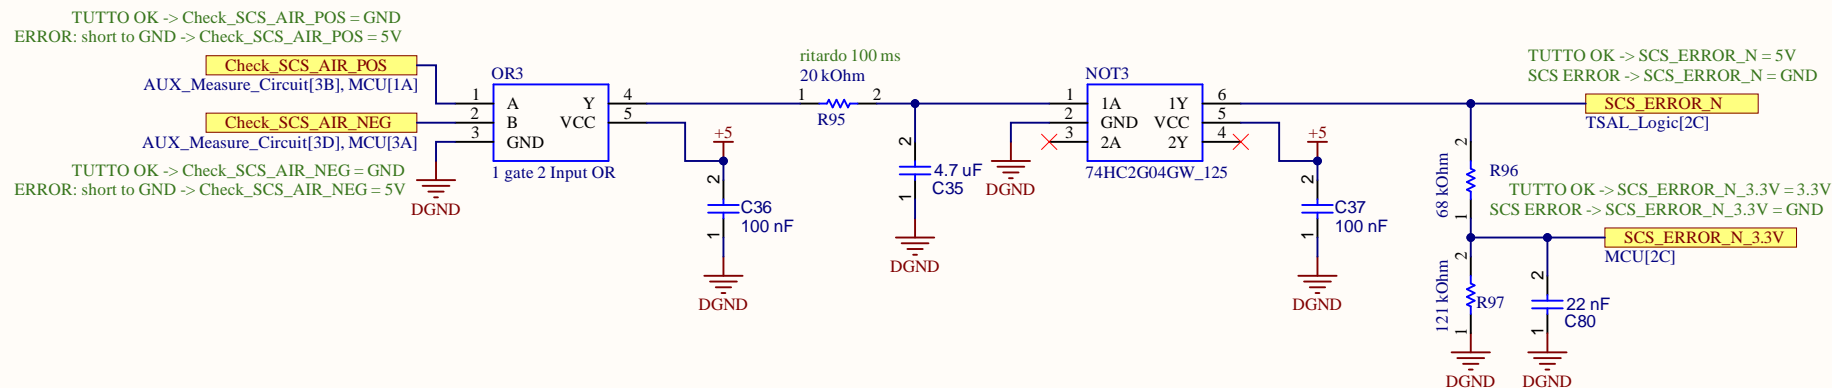 TUTTO OK -> Check_SCS_AIR_POS = GND
ERROR: short to GND -> Check_SCS_AIR_POS = 5V
Check_SCS_AIR_POS
AUX_Measure_Circuit[3B], MCU[1A]
Check_SCS_AIR_NEG
AUX_Measure_Circuit[3D], MCU[3A]
TUTTO OK -> Check_SCS_AIR_NEG = GND
ERROR: short to GND -> Check_SCS_AIR_NEG = 5V
DGND
OR3
1 A Y 4
2 B VCC 5
3 GND
1 gate 2 Input OR
+5
2
C36
100 nF
1
DGND
ritardo 100 ms
20 kOhm
1 2
R95
2
4.7 uF
C35
1
DGND
NOT3
1 1A 1Y 6
2 GND VCC 5
3 2A 2Y 4
74HC2G04GW_125
DGND
+5
2
C37
100 nF
1
DGND
TUTTO OK -> SCS_ERROR_N = 5V
SCS ERROR -> SCS_ERROR_N = GND
SCS_ERROR_N
TSAL_Logic[2C]
2
R96
68 kOhm
1
TUTTO OK -> SCS_ERROR_N_3.3V = 3.3V
SCS ERROR -> SCS_ERROR_N_3.3V = GND
SCS_ERROR_N_3.3V
MCU[2C]
2
R97
121 kOhm
1
DGND
2
22 nF
C80
1
DGND